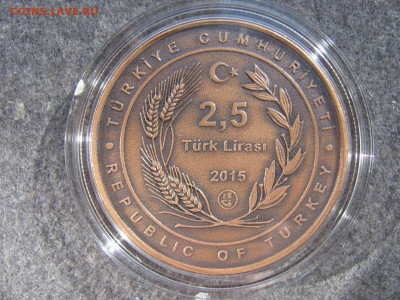 COINS.LAVE.RU
• TÜRKİYE CUMHURİYETİ •
2,5
Türk Lirası
2015
REPUBLIC OF TURKEY